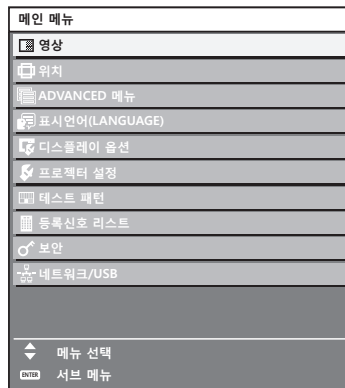 메인 메뉴
영상
위치
ADVANCED 메뉴
표시언어(LANGUAGE)
디스플레이 옵션
프로젝터 설정
테스트 패턴
등록신호 리스트
보안
네트워크/USB
메뉴 선택
ENTER 서브 메뉴